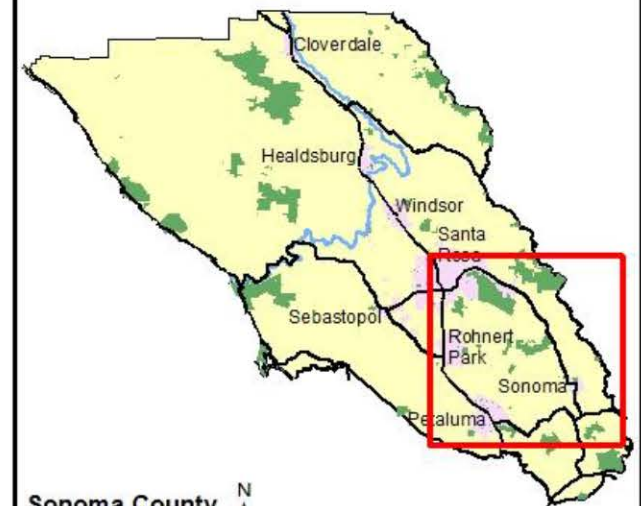 Cloverdale
Healdsburg
Windsor
Santa
Rosa
Sebastopol
Rohnert
Park
Sonoma
Petaluma
N
Sonoma County